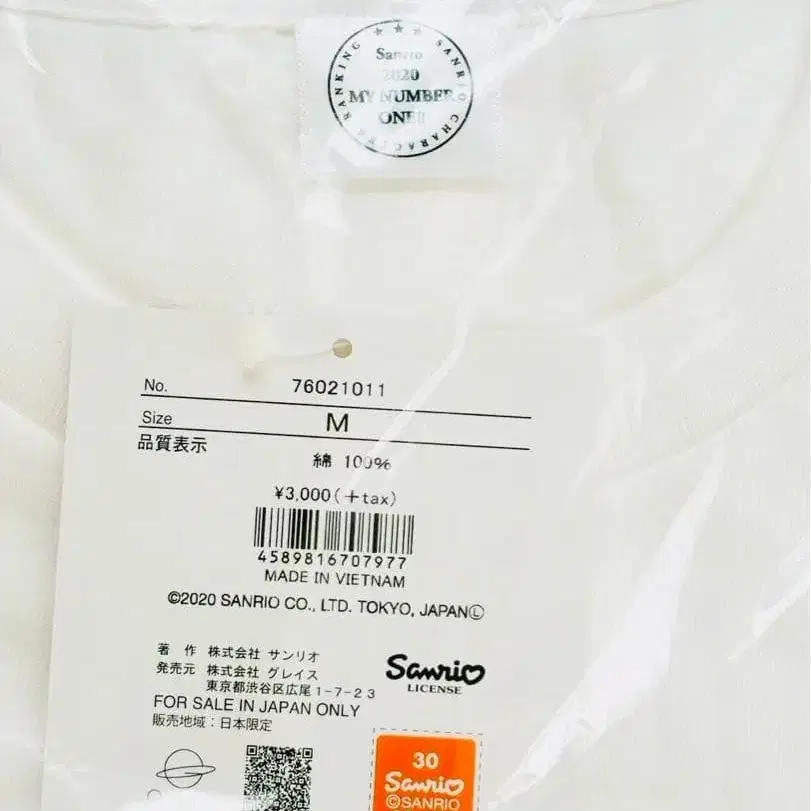 SANRIO CHARACTER RANKING
Sanrio
2020
MY NUMBER
ONE!!
No. 76021011
Size M
品質表示
綿 100%
¥3,000(+tax)
4589816707977
MADE IN VIETNAM
©2020 SANRIO CO., LTD. TOKYO, JAPANⓁ
著 作 株式会社 サンリオ
発売元 株式会社 グレイス
東京都渋谷区広尾1-7-23
FOR SALE IN JAPAN ONLY
販売地域:日本限定
Sanrio
LICENSE
30
Sanrio
©SANRIO